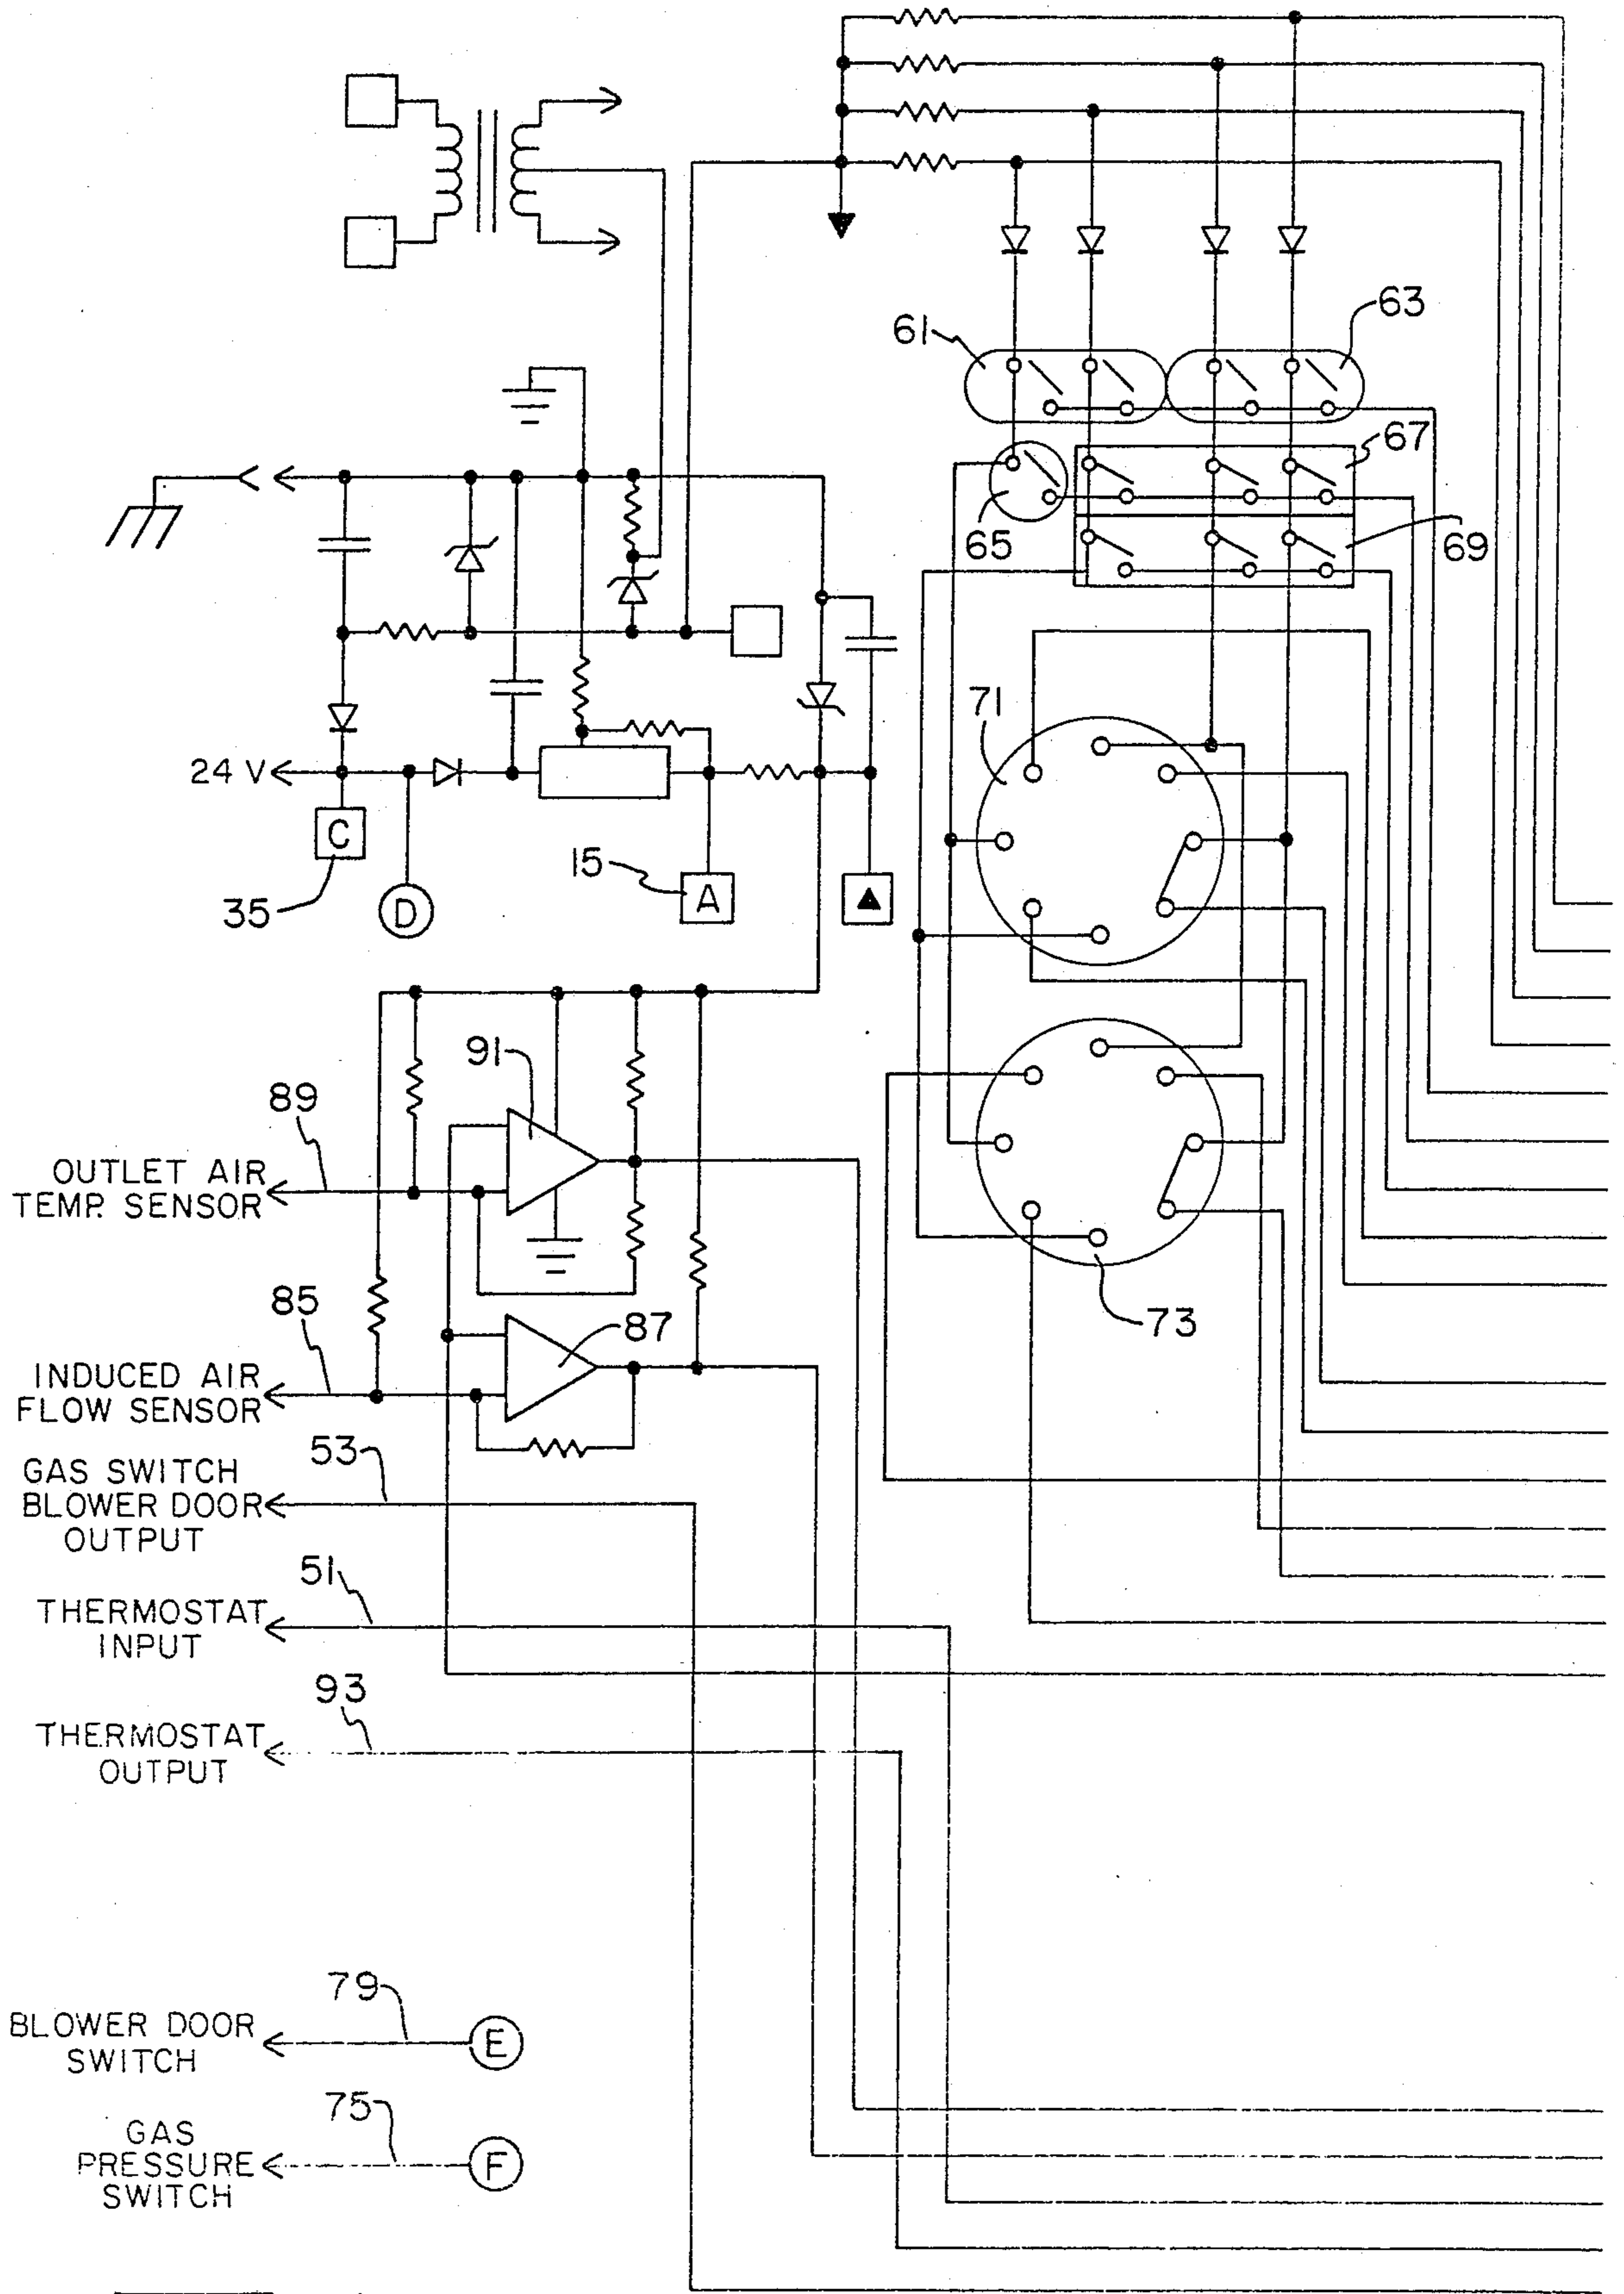 61
63
67
65
69
71
24 V
C
35
D
15
A
91
89
OUTLET AIR
TEMP. SENSOR
85
87
73
INDUCED AIR
FLOW SENSOR
53
GAS SWITCH
BLOWER DOOR
OUTPUT
51
THERMOSTAT
INPUT
93
THERMOSTAT
OUTPUT
79
BLOWER DOOR
SWITCH
E
75
GAS
PRESSURE
SWITCH
F